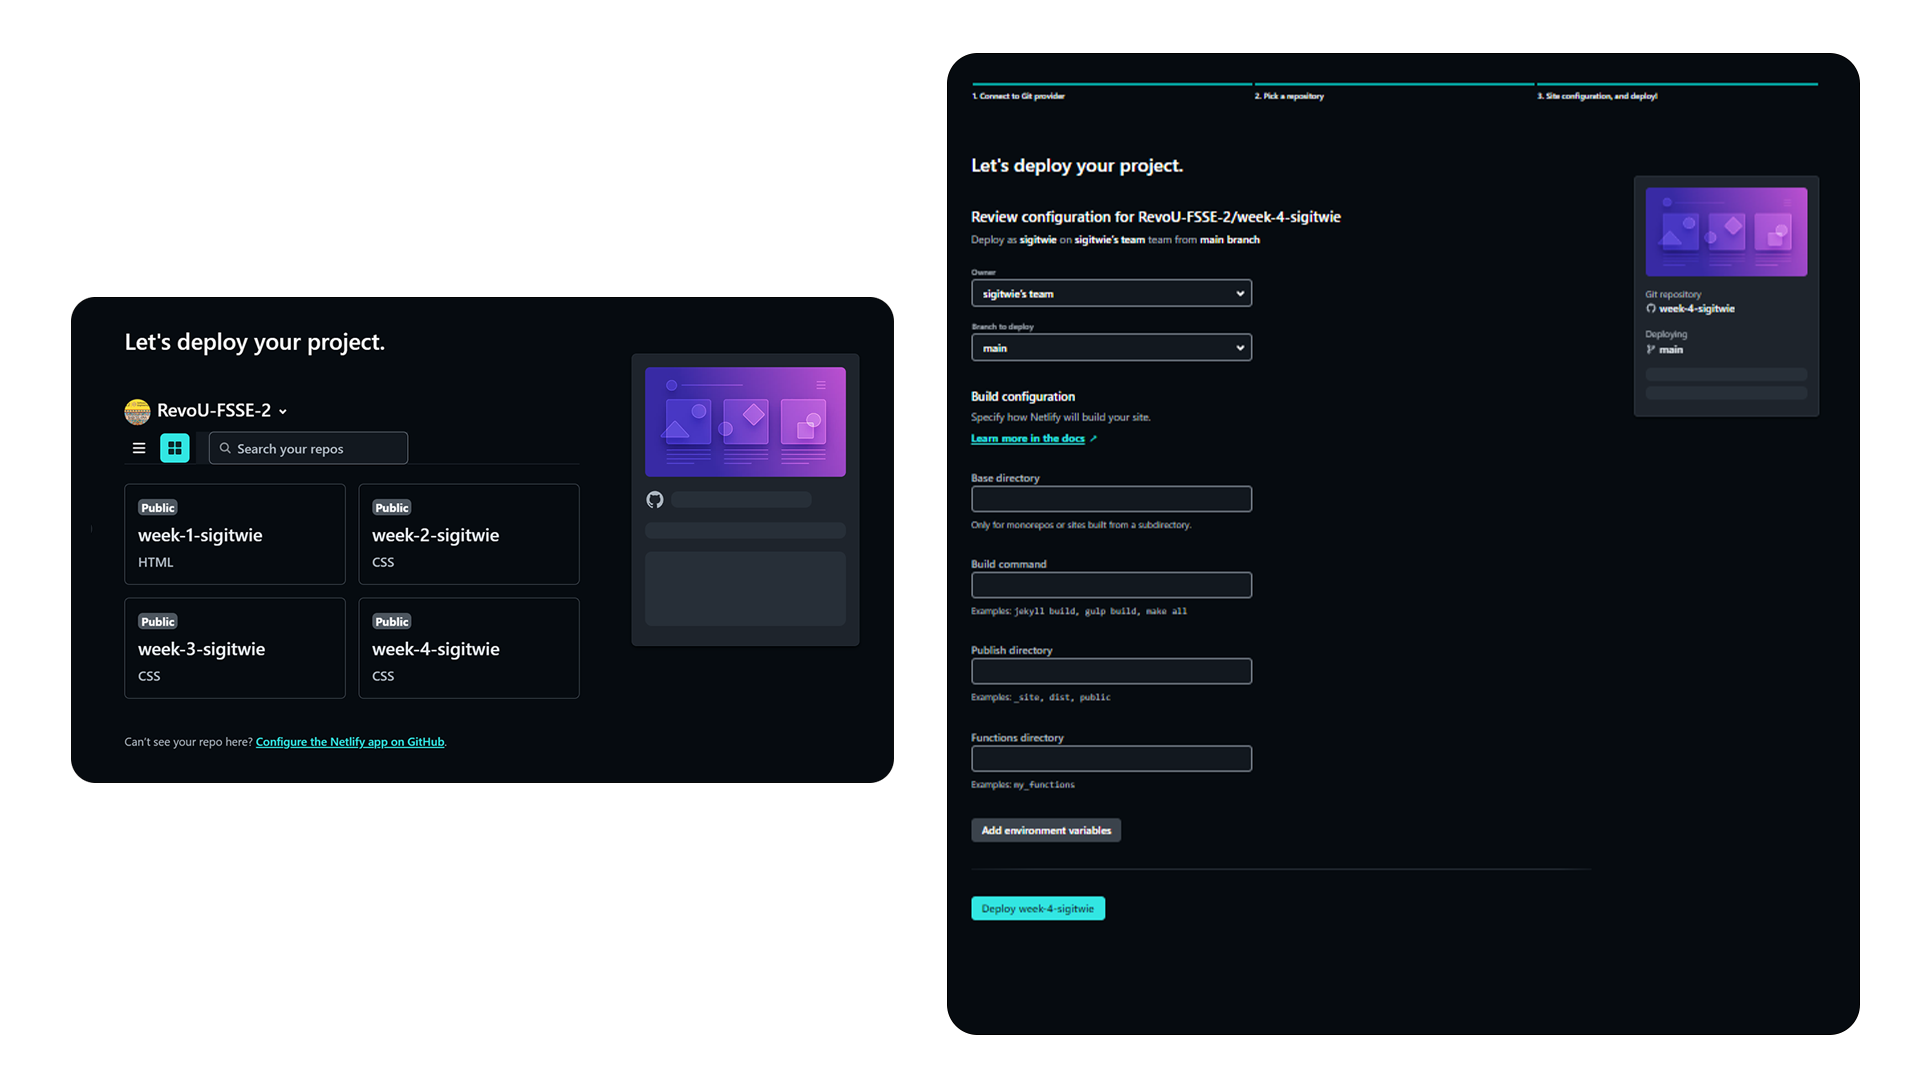 Let's deploy your project.
RevoU-FSSE-2
Search your repos
Public
week-1-sigitwie
HTML
Public
week-2-sigitwie
CSS
Public
week-3-sigitwie
CSS
Public
week-4-sigitwie
CSS
Can't see your repo here? Configure the Netlify app on GitHub.
1. Connect to Git provider
2. Pick a repository
3. Site configuration, and deploy!
Let's deploy your project.
Review configuration for RevoU-FSSE-2/week-4-sigitwie
Deploy as sigitwie on sigitwie's team team from main branch
Owner
sigitwie's team
Branch to deploy
main
Build configuration
Specify how Netlify will build your site.
Learn more in the docs ↗
Base directory
Only for monorepos or sites built from a subdirectory.
Build command
Examples: jekyll build, gulp build, make all
Publish directory
Examples: _site, dist, public
Functions directory
Examples: my_functions
Add environment variables
Deploy week-4-sigitwie
Git repository
week-4-sigitwie
Deploying
main